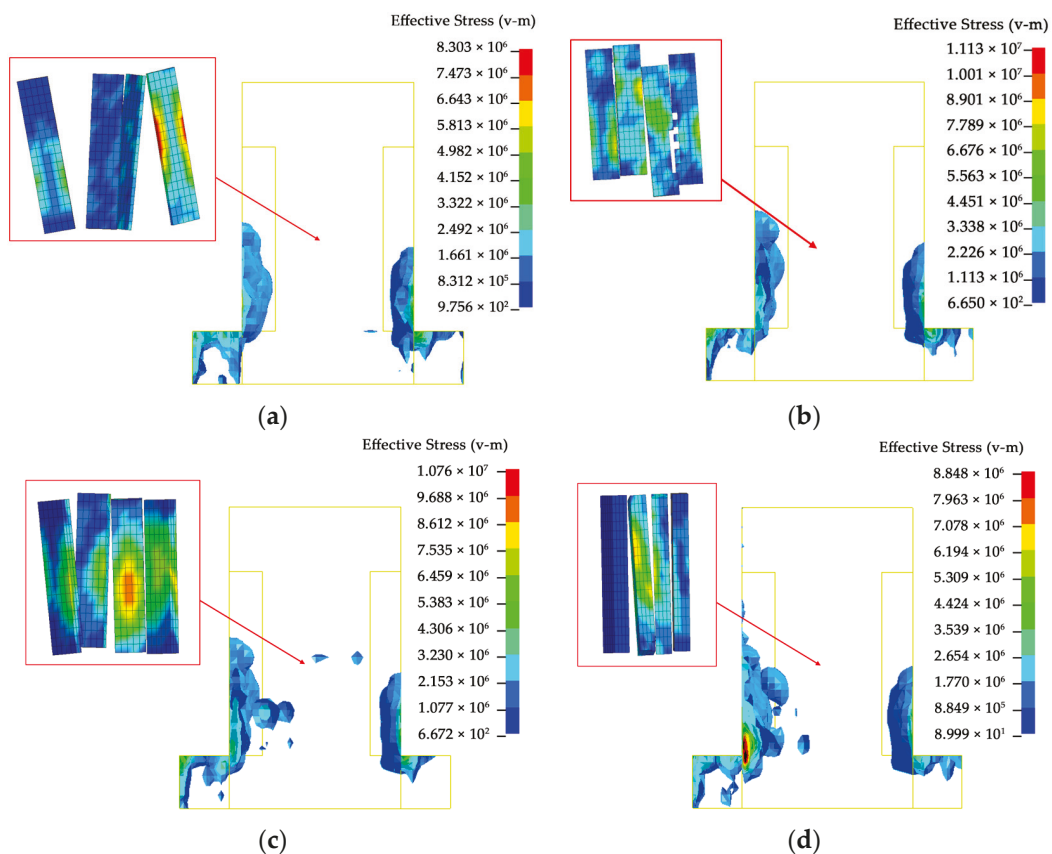 Effective Stress (v-m)
8.303 × 10⁶
7.473 × 10⁶
6.643 × 10⁶
5.813 × 10⁶
4.982 × 10⁶
4.152 × 10⁶
3.322 × 10⁶
2.492 × 10⁶
1.661 × 10⁶
8.312 × 10⁵
9.756 × 10²
(a)
Effective Stress (v-m)
1.113 × 10⁷
1.001 × 10⁷
8.901 × 10⁶
7.789 × 10⁶
6.676 × 10⁶
5.563 × 10⁶
4.451 × 10⁶
3.338 × 10⁶
2.226 × 10⁶
1.113 × 10⁶
6.650 × 10²
(b)
Effective Stress (v-m)
1.076 × 10⁷
9.688 × 10⁶
8.612 × 10⁶
7.535 × 10⁶
6.459 × 10⁶
5.383 × 10⁶
4.306 × 10⁶
3.230 × 10⁶
2.153 × 10⁶
1.077 × 10⁶
6.672 × 10²
(c)
Effective Stress (v-m)
8.848 × 10⁶
7.963 × 10⁶
7.078 × 10⁶
6.194 × 10⁶
5.309 × 10⁶
4.424 × 10⁶
3.539 × 10⁶
2.654 × 10⁶
1.770 × 10⁶
8.849 × 10⁵
8.999 × 10¹
(d)